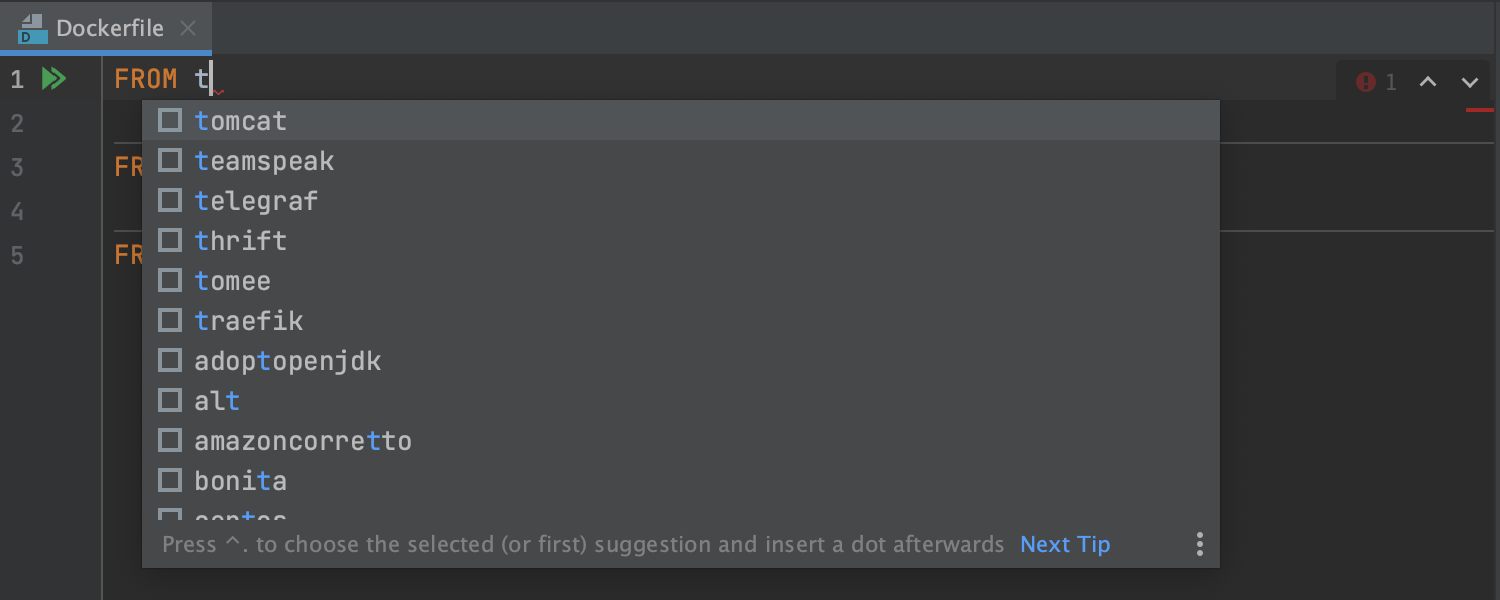 D Dockerfile
1 FROM t 1
tomcat
2
teamspeak
3 FR
telegraf
4
thrift
5 FR
tomee
traefik
adoptopenjdk
alt
amazoncorretto
bonita
centos
Press ^. to choose the selected (or first) suggestion and insert a dot afterwards Next Tip